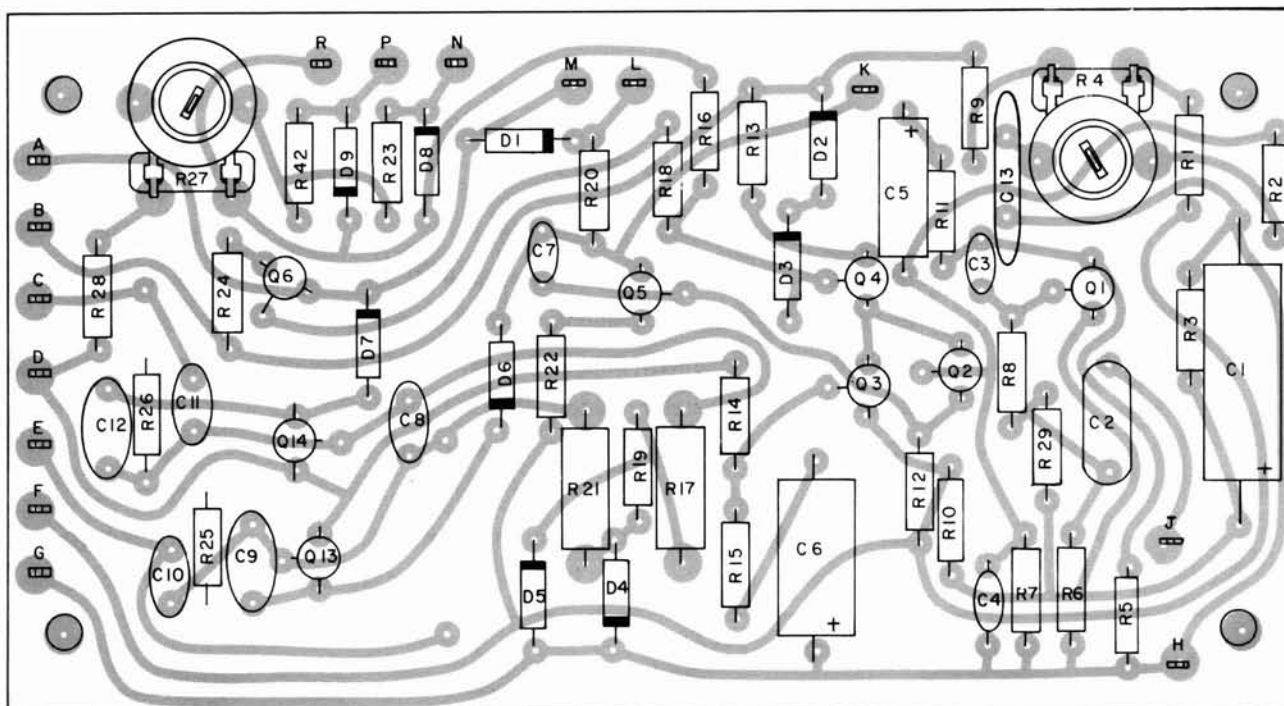 R P N
M L K
R27 R42 D9 R23 D8 D1 R20 R18 R16 R13 D2 C5 + R9 C13 R4 R1 R2
A
B
C
D
E
F
G
R28 R24 Q6 D7 C7 Q5 D3 Q4 R11 C3 Q1 R3 C1 +
C12 R26 C11 Q14 C8 D6 R22 R14 Q3 Q2 R8 R29 C2
R21 R19 R17 R12 R10 J
C10 R25 C9 Q13 D5 D4 R15 C6 + C4 R7 R6 R5
H